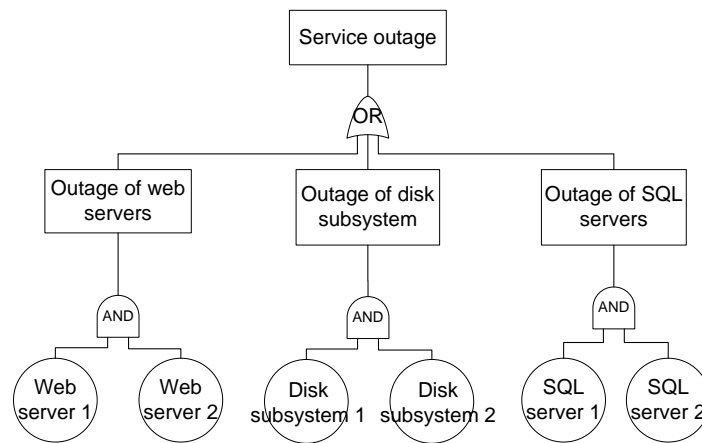 Service outage
OR
Outage of web
servers
Outage of disk
subsystem
Outage of SQL
servers
AND
AND
AND
Web
server 1
Web
server 2
Disk
subsystem 1
Disk
subsystem 2
SQL
server 1
SQL
server 2